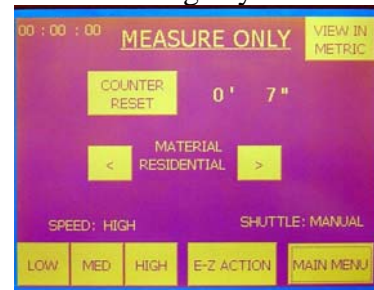 00 : 00 : 00
MEASURE ONLY
VIEW IN
METRIC
COUNTER
RESET
0' 7"
MATERIAL
< RESIDENTIAL >
SPEED: HIGH
SHUTTLE: MANUAL
LOW MED HIGH E-Z ACTION MAIN MENU